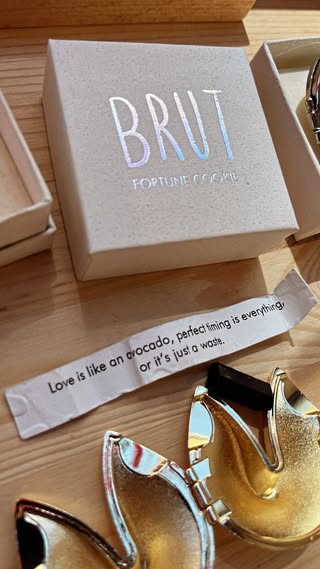 BRUT
FORTUNE COOKIE
Love is like an avocado, perfect timing is everything,
or it's just a waste.